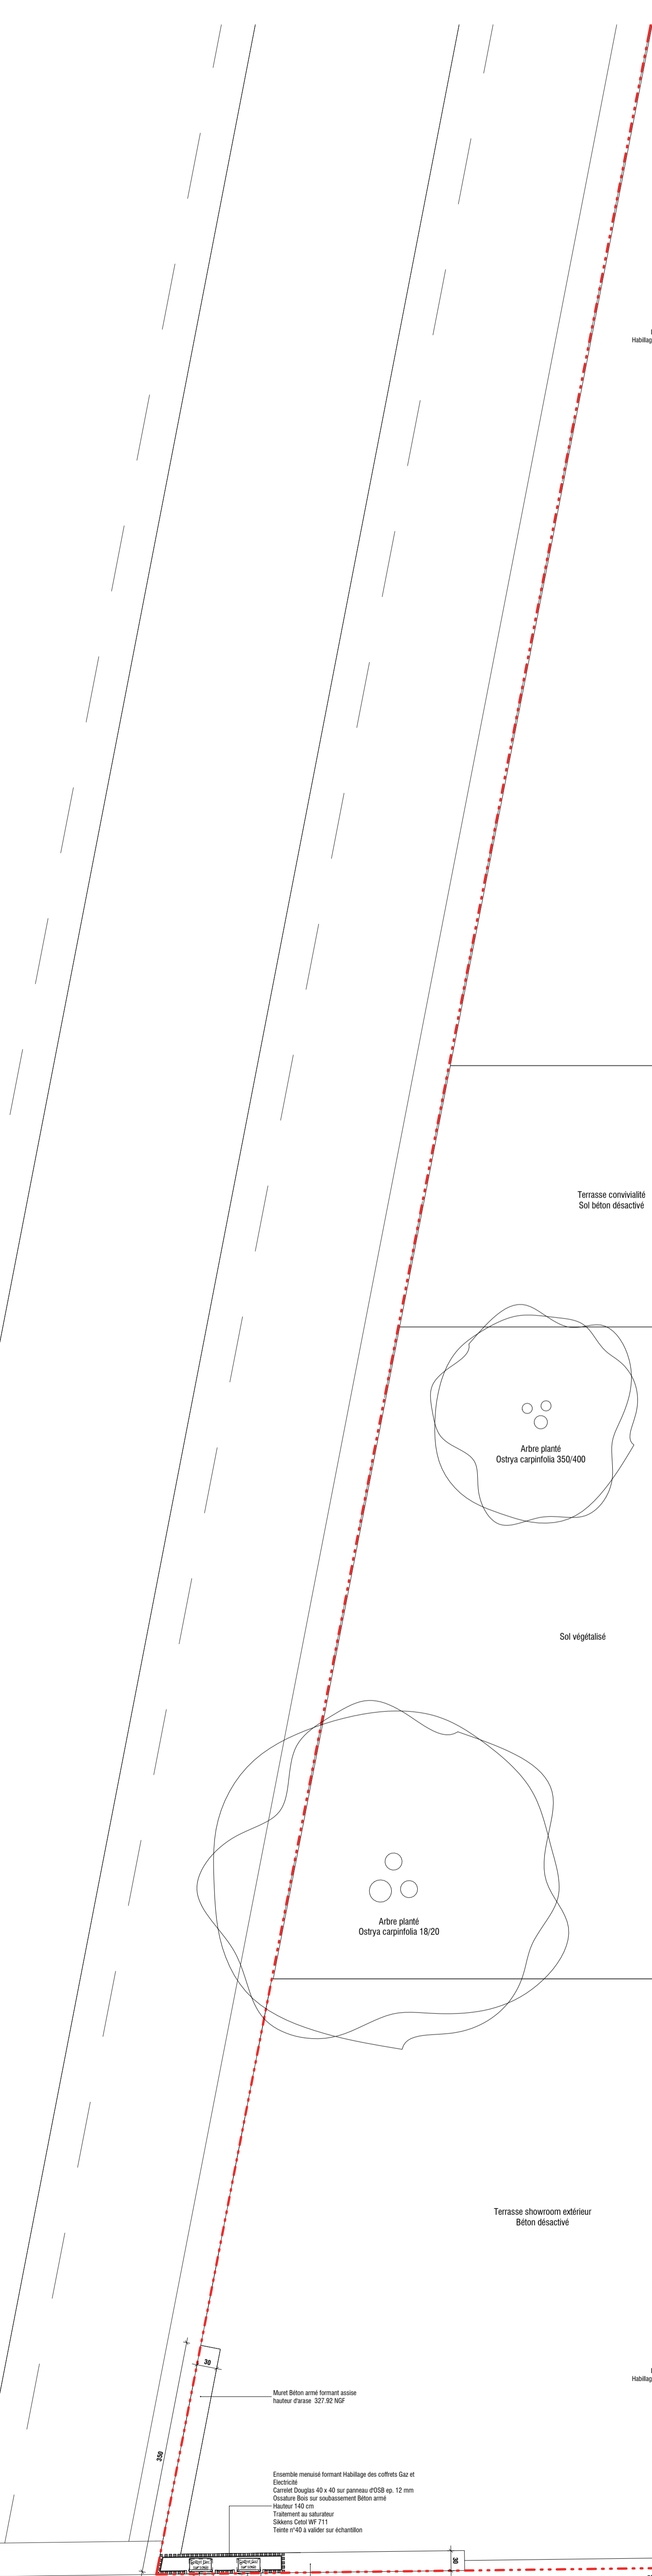 Habillag
Terrasse convivialité
Sol béton désactivé
Arbre planté
Ostrya carpinfolia 350/400
Sol végétalisé
Arbre planté
Ostrya carpinfolia 18/20
Terrasse showroom extérieur
Béton désactivé
30
Habillag
Muret Béton armé formant assise
hauteur d'arase 327.92 NGF
350
Ensemble menuisé formant Habillage des coffrets Gaz et
Electricité
Carrelet Douglas 40 x 40 sur panneau d'OSB ep. 12 mm
Ossature Bois sur soubassement Béton armé
Hauteur 140 cm
Traitement au saturateur
Sikkens Cetol WF 711
Teinte n°40 à valider sur échantillon
30